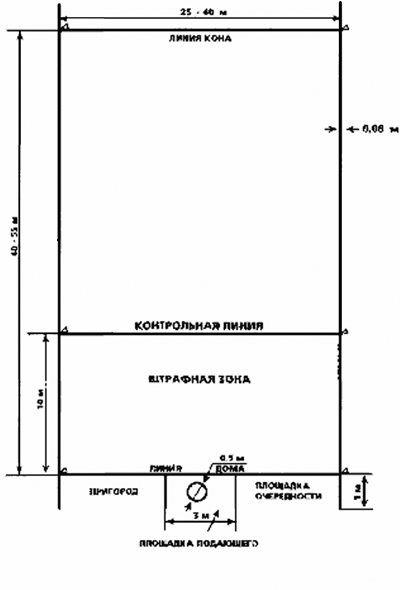 25 - 40 м
ЛИНИЯ КОНА
0,08 м
40 - 55 м
КОНТРОЛЬНАЯ ЛИНИЯ
ШТРАФНАЯ ЗОНА
10 м
0,5 м
ЛИНИЯ ДОМА
ПРИГОРОД
ПЛОЩАДКА
ОЧЕРЕДНОСТИ
3 м
ПЛОЩАДКА ПОДАЮЩЕГО